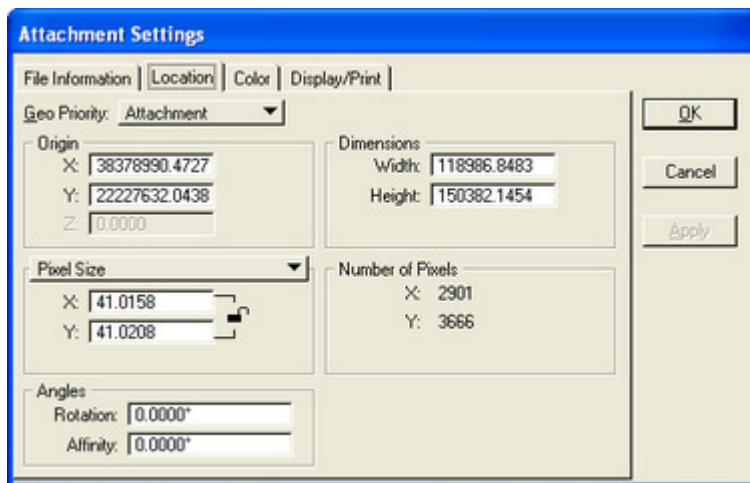 Attachment Settings
File Information | Location | Color | Display/Print
Geo Priority: Attachment
OK
Cancel
Apply
Origin
X: 38378990.4727
Y: 22227632.0438
Z: 0.0000
Dimensions
Width: 118986.8483
Height: 150382.1454
Pixel Size
X: 41.0158
Y: 41.0208
Number of Pixels
X: 2901
Y: 3666
Angles
Rotation: 0.0000°
Affinity: 0.0000°